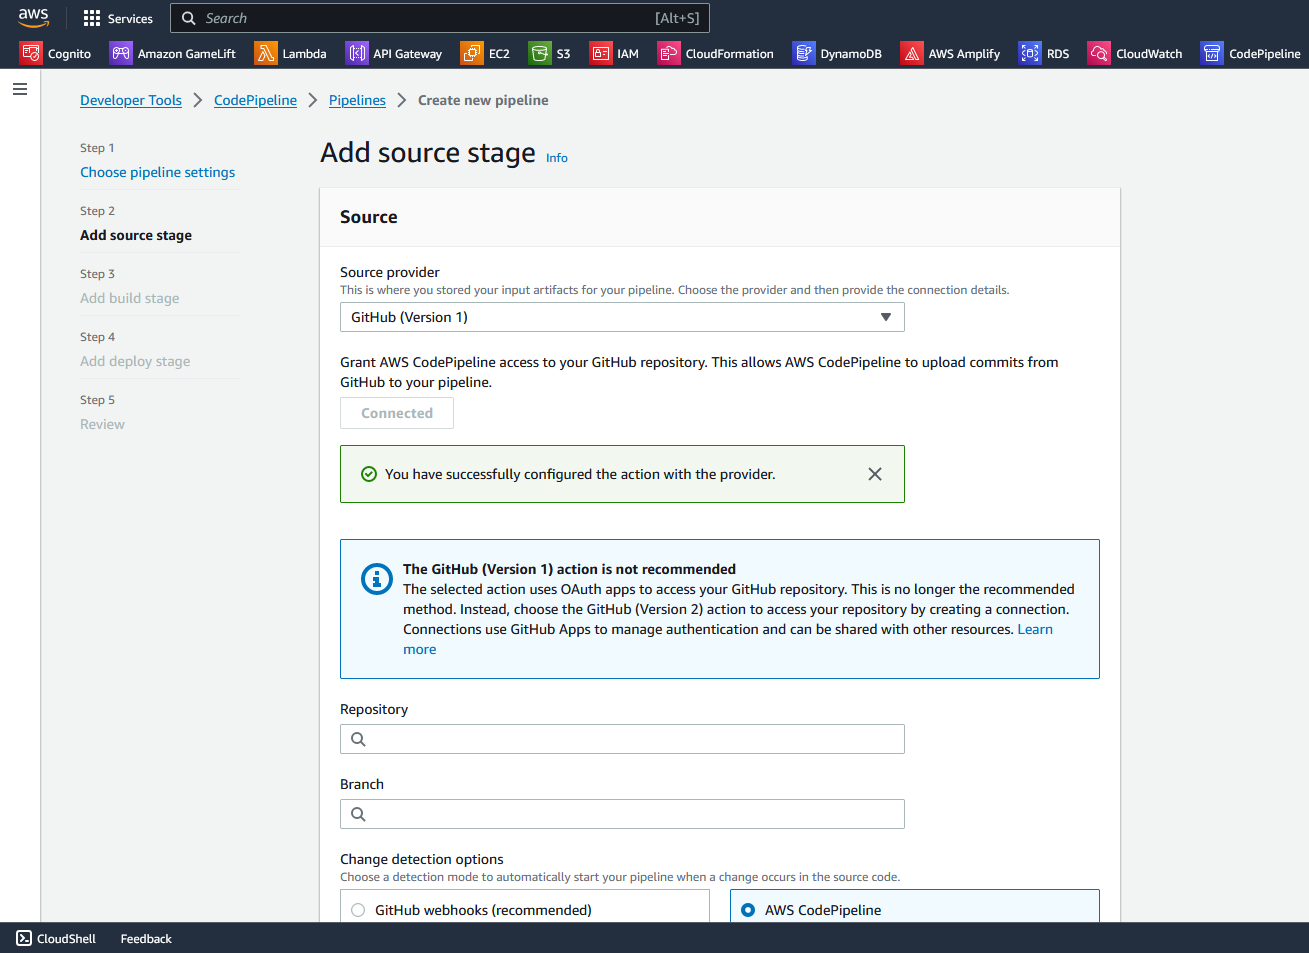 aws
Services
Search
[Alt+S]
Cognito
Amazon GameLift
Lambda
API Gateway
EC2
S3
IAM
CloudFormation
DynamoDB
AWS Amplify
RDS
CloudWatch
CodePipeline
Developer Tools
CodePipeline
Pipelines
Create new pipeline
Step 1
Choose pipeline settings
Step 2
Add source stage
Step 3
Add build stage
Step 4
Add deploy stage
Step 5
Review
Add source stage Info
Source
Source provider
This is where you stored your input artifacts for your pipeline. Choose the provider and then provide the connection details.
GitHub (Version 1)
Grant AWS CodePipeline access to your GitHub repository. This allows AWS CodePipeline to upload commits from
GitHub to your pipeline.
Connected
You have successfully configured the action with the provider.
The GitHub (Version 1) action is not recommended
The selected action uses OAuth apps to access your GitHub repository. This is no longer the recommended
method. Instead, choose the GitHub (Version 2) action to access your repository by creating a connection.
Connections use GitHub Apps to manage authentication and can be shared with other resources. Learn
more
Repository
Branch
Change detection options
Choose a detection mode to automatically start your pipeline when a change occurs in the source code.
GitHub webhooks (recommended)
AWS CodePipeline
CloudShell
Feedback